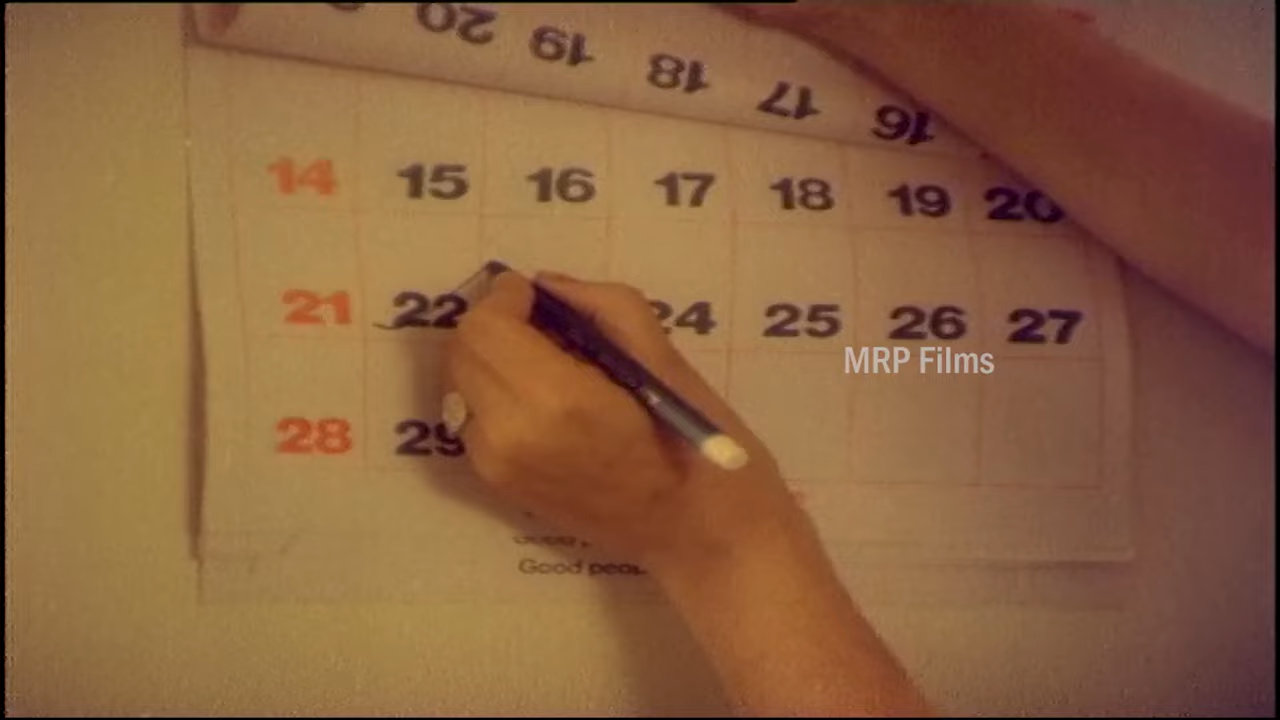 20 19 18 17 16
14 15 16 17 18 19 20
21 22 24 25 26 27
MRP Films
28 29
Good